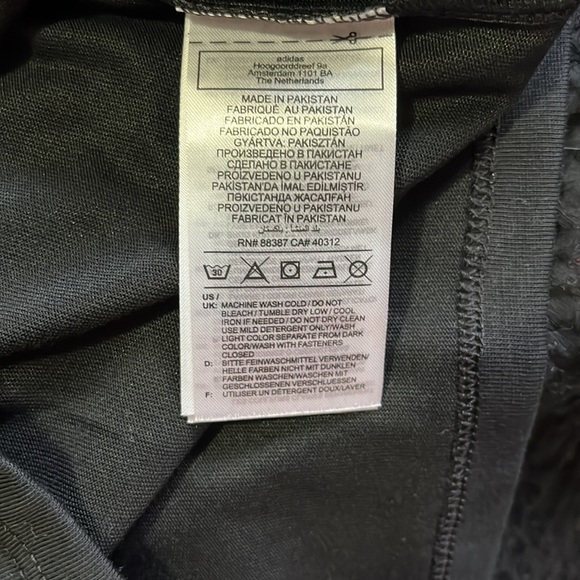 adidas
Hoogoorddreef 9a
Amsterdam 1101 BA
The Netherlands
MADE IN PAKISTAN
FABRIQUÉ AU PAKISTAN
FABRICADO EN PAKISTÁN
FABRICADO NO PAQUISTÃO
GYÁRTVA: PAKISZTÁN
ПРОИЗВЕДЕНО В ПАКИСТАН
СДЕЛАНО В ПАКИСТАНЕ
PROIZVEDENO U PAKISTANU
PAKİSTAN'DA İMAL EDİLMİŞTİR.
ПӘКІСТАНДА ЖАСАЛҒАН
PROIZVEDENO U PAKISTANU
FABRICAT ÎN PAKISTAN
بلد المنشأ: باكستان
RN# 88387 CA# 40312
30
US /
UK: MACHINE WASH COLD / DO NOT
BLEACH / TUMBLE DRY LOW / COOL
IRON IF NEEDED / DO NOT DRY CLEAN
USE MILD DETERGENT ONLY/WASH
LIGHT COLOR SEPARATE FROM DARK
COLOR/WASH WITH FASTENERS
CLOSED
D: BITTE FEINWASCHMITTEL VERWENDEN/
HELLE FARBEN NICHT MIT DUNKLEN
FARBEN WASCHEN/WASCHEN MIT
GESCHLOSSENEN VERSCHLUESSEN
F: UTILISER UN DÉTERGENT DOUX/LAVER